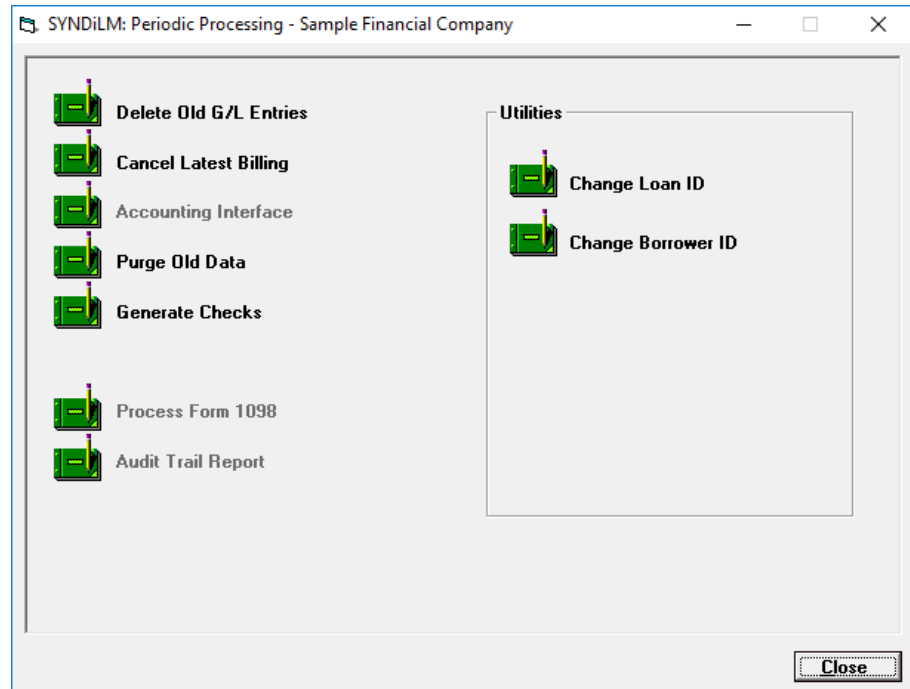 SYNDiLM: Periodic Processing - Sample Financial Company
Delete Old G/L Entries
Cancel Latest Billing
Accounting Interface
Purge Old Data
Generate Checks
Process Form 1098
Audit Trail Report
Utilities
Change Loan ID
Change Borrower ID
Close